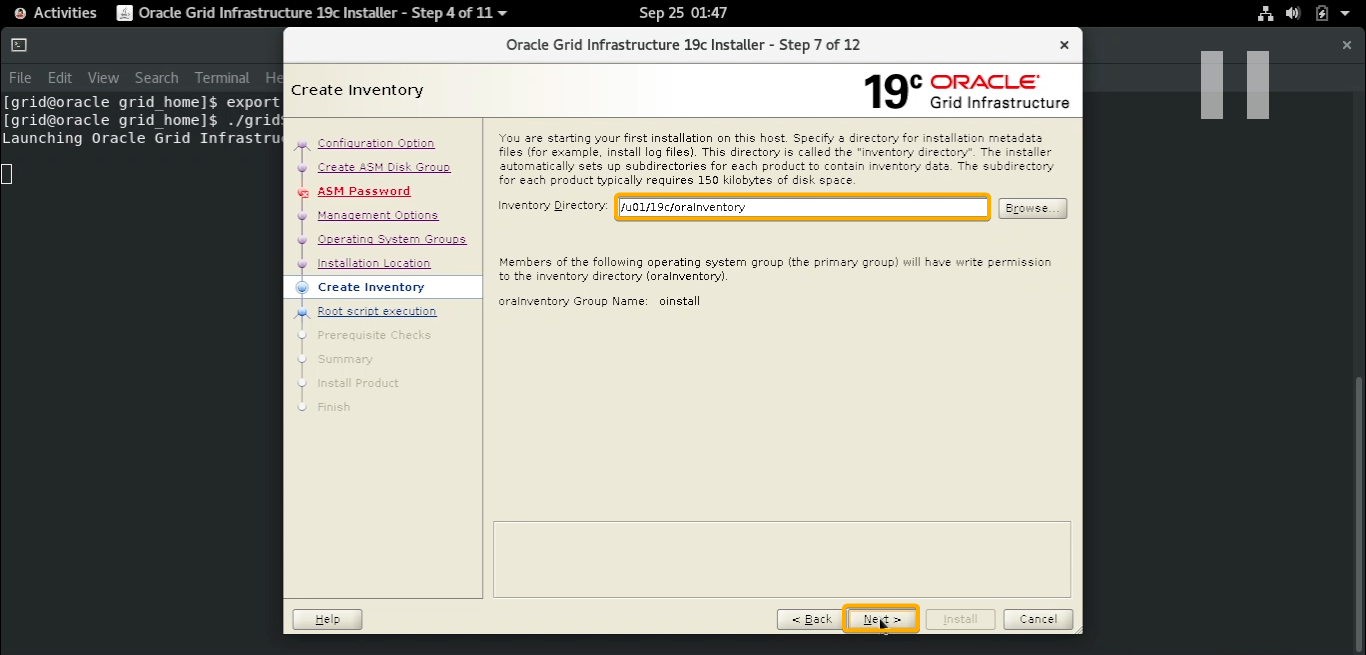 Activities
Oracle Grid Infrastructure 19c Installer - Step 4 of 11
Sep 25 01:47
Oracle Grid Infrastructure 19c Installer - Step 7 of 12
File Edit View Search Terminal He
[grid@oracle grid_home]$ export
[grid@oracle grid_home]$ ./grid
Launching Oracle Grid Infrastru
Create Inventory
19c ORACLE
Grid Infrastructure
Configuration Option
Create ASM Disk Group
ASM Password
Management Options
Operating System Groups
Installation Location
Create Inventory
Root script execution
Prerequisite Checks
Summary
Install Product
Finish
You are starting your first installation on this host. Specify a directory for installation metadata
files (for example, install log files). This directory is called the "inventory directory". The installer
automatically sets up subdirectories for each product to contain inventory data. The subdirectory
for each product typically requires 150 kilobytes of disk space.
Inventory Directory: /u01/19c/oraInventory Browse...
Members of the following operating system group (the primary group) will have write permission
to the inventory directory (oraInventory).
oraInventory Group Name: oinstall
Help
< Back
Next >
Install
Cancel